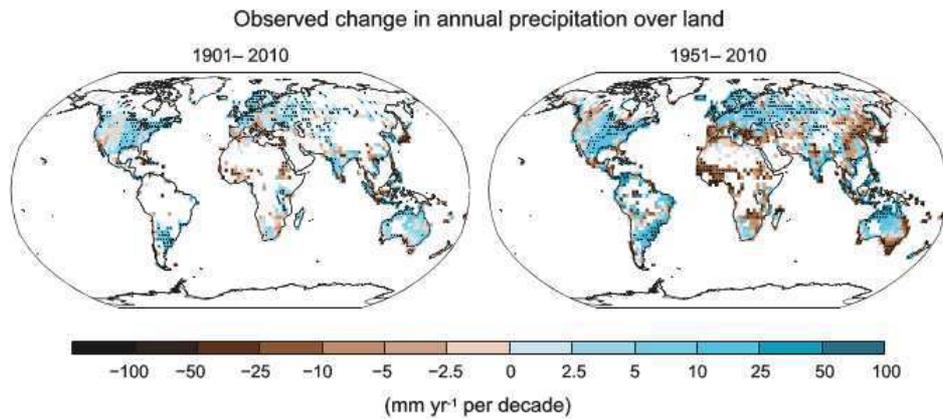 Observed change in annual precipitation over land
1901– 2010
1951– 2010
−100 −50 −25 −10 −5 −2.5 0 2.5 5 10 25 50 100
(mm yr⁻¹ per decade)